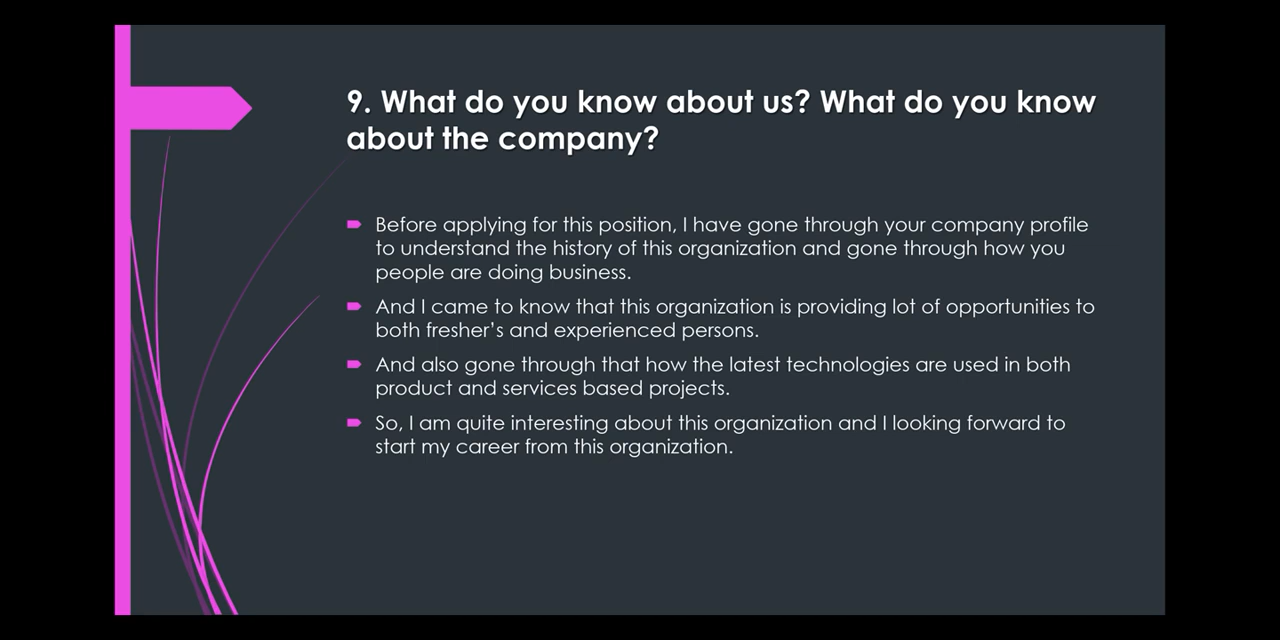 9. What do you know about us? What do you know
about the company?
Before applying for this position, I have gone through your company profile
to understand the history of this organization and gone through how you
people are doing business.
And I came to know that this organization is providing lot of opportunities to
both fresher's and experienced persons.
And also gone through that how the latest technologies are used in both
product and services based projects.
So, I am quite interesting about this organization and I looking forward to
start my career from this organization.